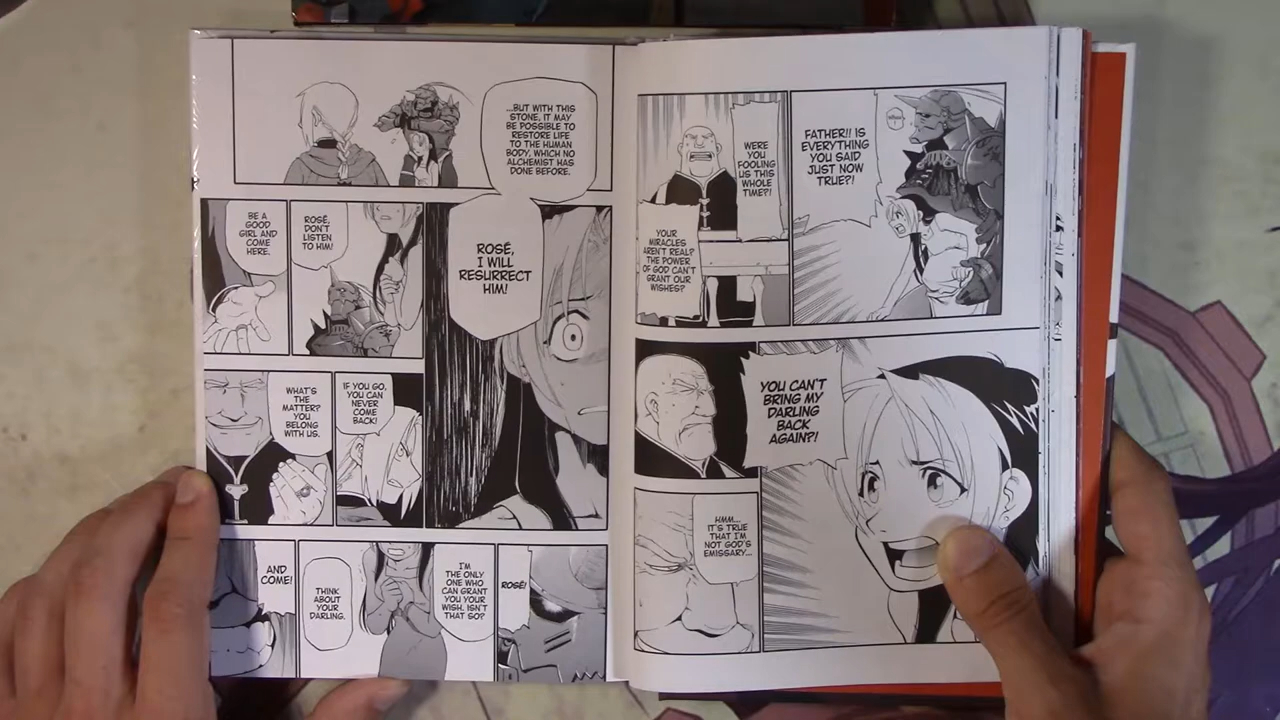 FATHER!! IS
EVERYTHING
YOU SAID
JUST NOW
TRUE?!
WERE
YOU
FOOLING
US THIS
WHOLE
TIME?!
YOUR
MIRACLES
AREN'T REAL?
THE POWER
OF GOD CAN'T
GRANT OUR
WISHES?
YOU CAN'T
BRING MY
DARLING
BACK
AGAIN?!
HMM...
IT'S TRUE
THAT I'M
NOT GOD'S
EMISSARY...
...BUT WITH THIS
STONE, IT MAY
BE POSSIBLE TO
RESTORE LIFE
TO THE HUMAN
BODY, WHICH NO
ALCHEMIST HAS
DONE BEFORE.
ROSÉ,
I WILL
RESURRECT
HIM!
ROSÉ,
DON'T
LISTEN
TO HIM!
BE A
GOOD
GIRL AND
COME
HERE.
IF YOU GO,
YOU CAN
NEVER
COME
BACK!
WHAT'S
THE
MATTER?
YOU
BELONG
WITH US.
ROSÉ!
I'M
THE ONLY
ONE WHO
CAN GRANT
YOU YOUR
WISH. ISN'T
THAT SO?
THINK
ABOUT
YOUR
DARLING.
AND
COME!